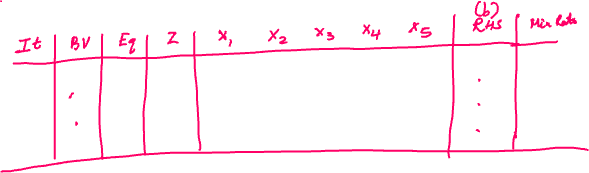 (b)
It BV Eq Z x₁ x₂ x₃ x₄ x₅ RHS Min Ratio